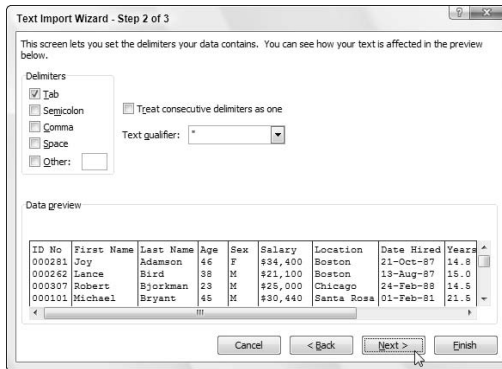 Text Import Wizard - Step 2 of 3
This screen lets you set the delimiters your data contains. You can see how your text is affected in the preview
below.
Delimiters
Tab
Semicolon
Comma
Space
Other:
Treat consecutive delimiters as one
Text qualifier: "
Data preview
ID No First Name Last Name Age Sex Salary Location Date Hired Years
000281 Joy Adamson 46 F $34,400 Boston 21-Oct-87 14.8
000262 Lance Bird 38 M $21,100 Boston 13-Aug-87 15.0
000307 Robert Bjorkman 23 M $25,000 Chicago 24-Feb-88 14.5
000101 Michael Bryant 45 M $30,440 Santa Rosa 01-Feb-81 21.5
Cancel < Back Next > Finish